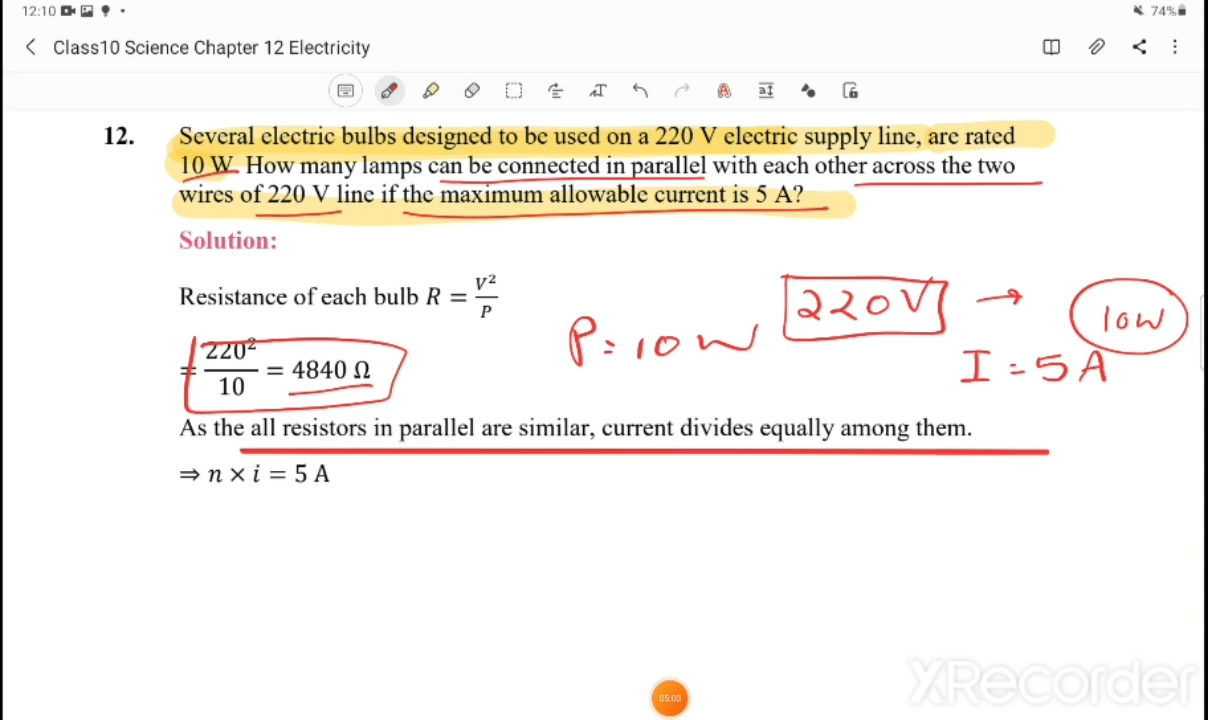 12:10 74%
Class10 Science Chapter 12 Electricity
12. Several electric bulbs designed to be used on a 220 V electric supply line, are rated
10 W. How many lamps can be connected in parallel with each other across the two
wires of 220 V line if the maximum allowable current is 5 A?
Solution:
Resistance of each bulb R = V²/P
= 220²/10 = 4840 Ω
P = 10 W 220V → 10W
I = 5 A
As the all resistors in parallel are similar, current divides equally among them.
⇒ n × i = 5 A
05:00
XRecorder